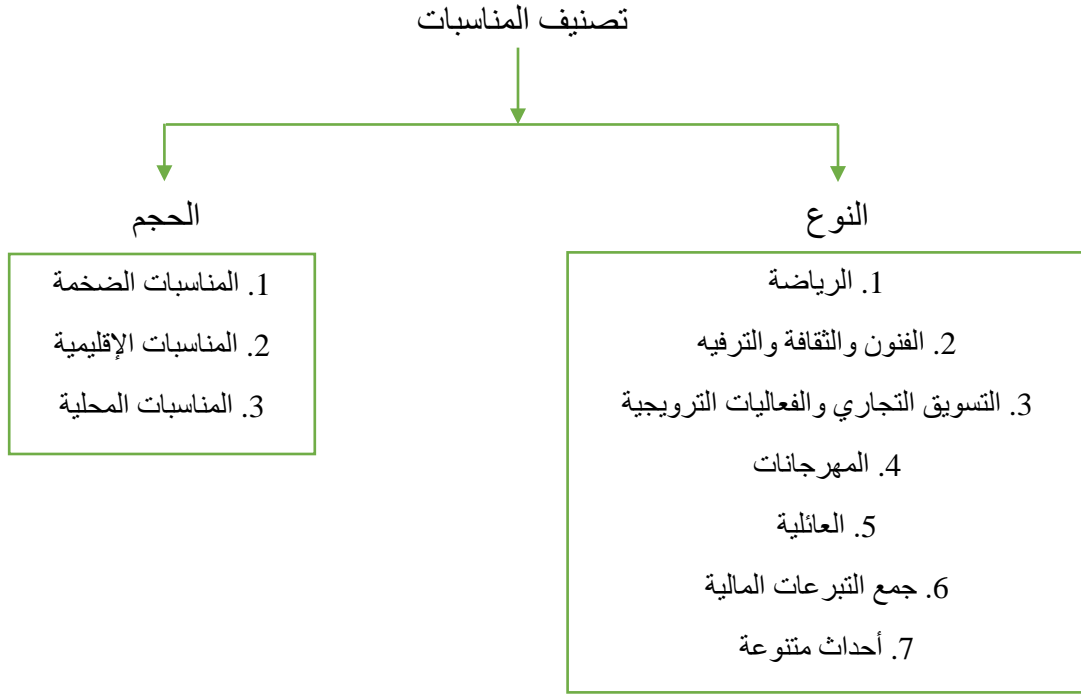 تصنيف المناسبات
النوع
1. الرياضة
2. الفنون والثقافة والترفيه
3. التسويق التجاري والفعاليات الترويجية
4. المهرجانات
5. العائلية
6. جمع التبرعات المالية
7. أحداث متنوعة
الحجم
1. المناسبات الضخمة
2. المناسبات الإقليمية
3. المناسبات المحلية